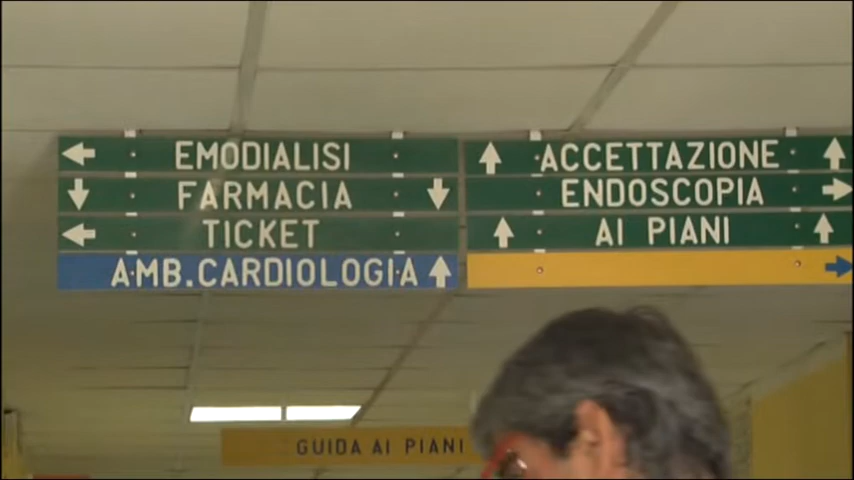 EMODIALISI
FARMACIA
TICKET
AMB.CARDIOLOGIA
ACCETTAZIONE
ENDOSCOPIA
AI PIANI
GUIDA AI PIANI